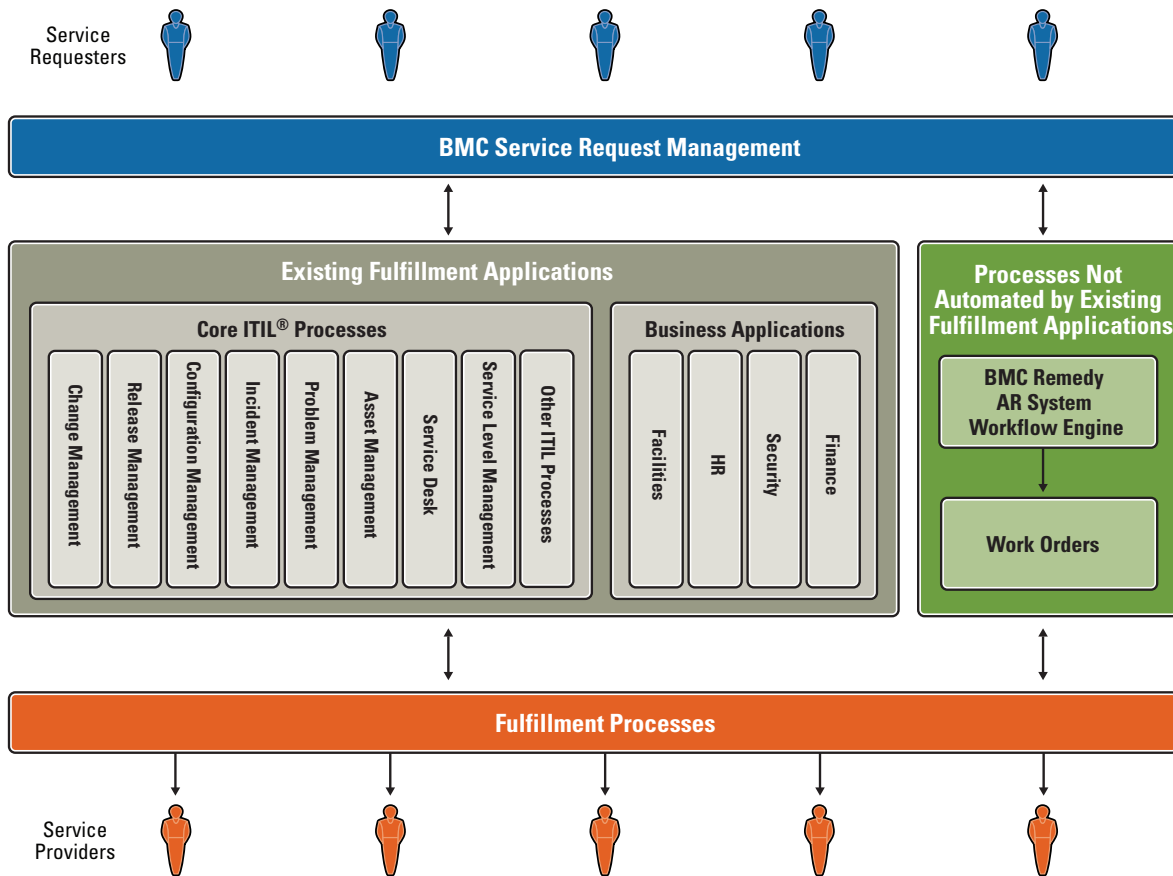 Service
Requesters
BMC Service Request Management
Existing Fulfillment Applications
Core ITIL® Processes
Change Management
Release Management
Configuration Management
Incident Management
Problem Management
Asset Management
Service Desk
Service Level Management
Other ITIL Processes
Business Applications
Facilities
HR
Security
Finance
Processes Not
Automated by Existing
Fulfillment Applications
BMC Remedy
AR System
Workflow Engine
Work Orders
Fulfillment Processes
Service
Providers